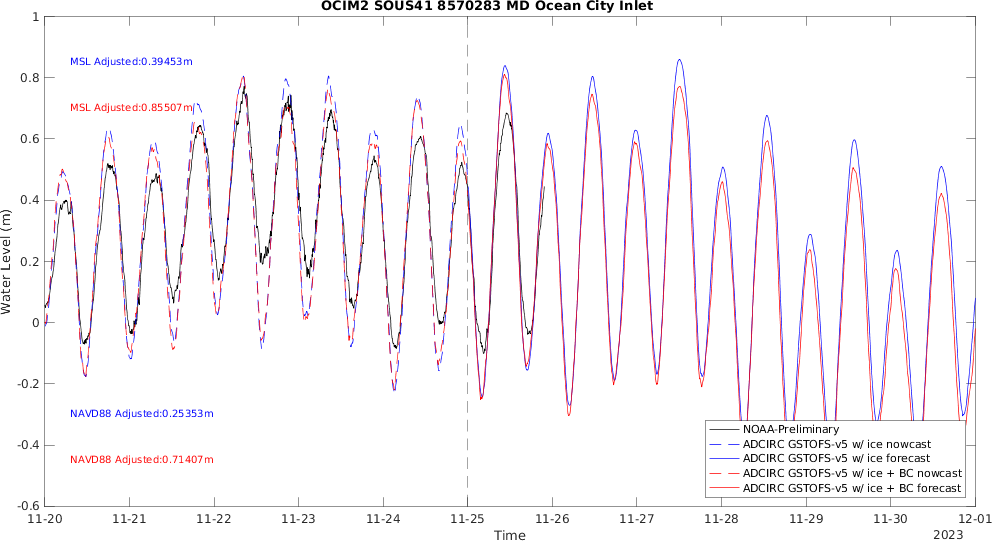 OCIM2 SOUS41 8570283 MD Ocean City Inlet
1
0.8
0.6
0.4
0.2
0
-0.2
-0.4
-0.6
Water Level (m)
MSL Adjusted:0.39453m
MSL Adjusted:0.85507m
NAVD88 Adjusted:0.25353m
NAVD88 Adjusted:0.71407m
NOAA-Preliminary
ADCIRC GSTOFS-v5 w/ ice nowcast
ADCIRC GSTOFS-v5 w/ ice forecast
ADCIRC GSTOFS-v5 w/ ice + BC nowcast
ADCIRC GSTOFS-v5 w/ ice + BC forecast
11-20 11-21 11-22 11-23 11-24 11-25 11-26 11-27 11-28 11-29 11-30 12-01
Time
2023